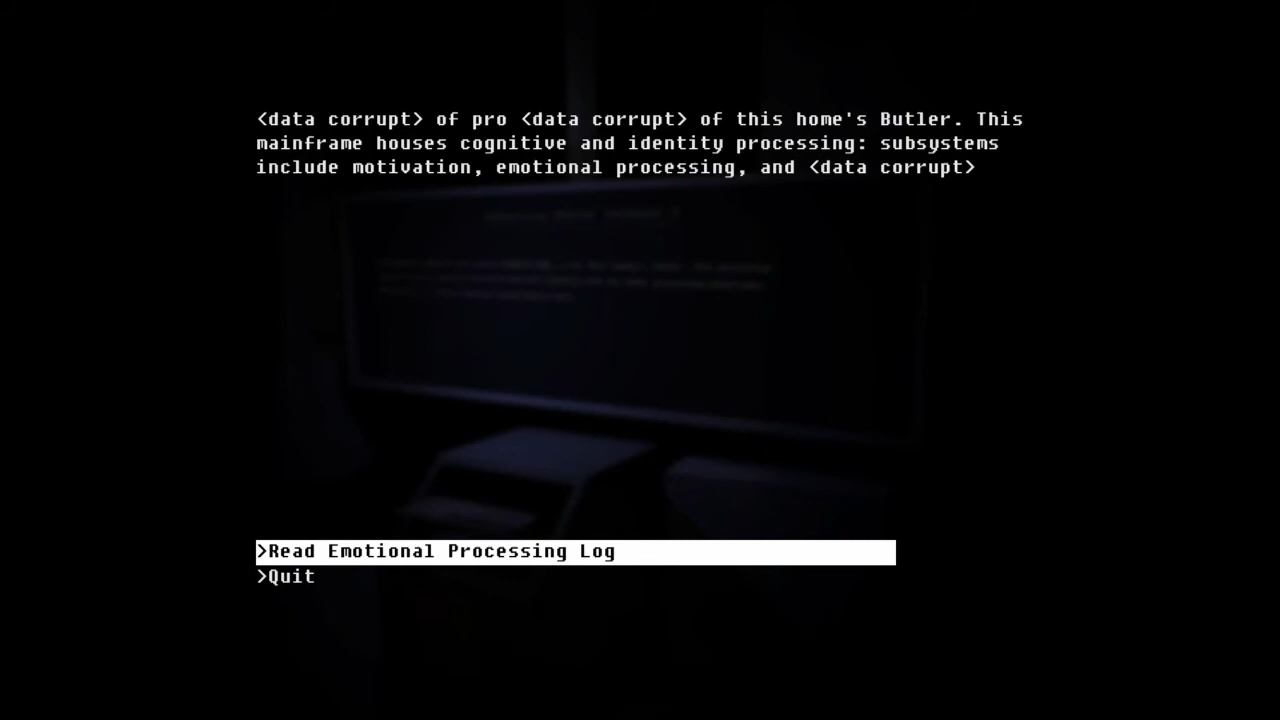 <data corrupt> of pro <data corrupt> of this home's Butler. This
mainframe houses cognitive and identity processing: subsystems
include motivation, emotional processing, and <data corrupt>
>Read Emotional Processing Log
>Quit